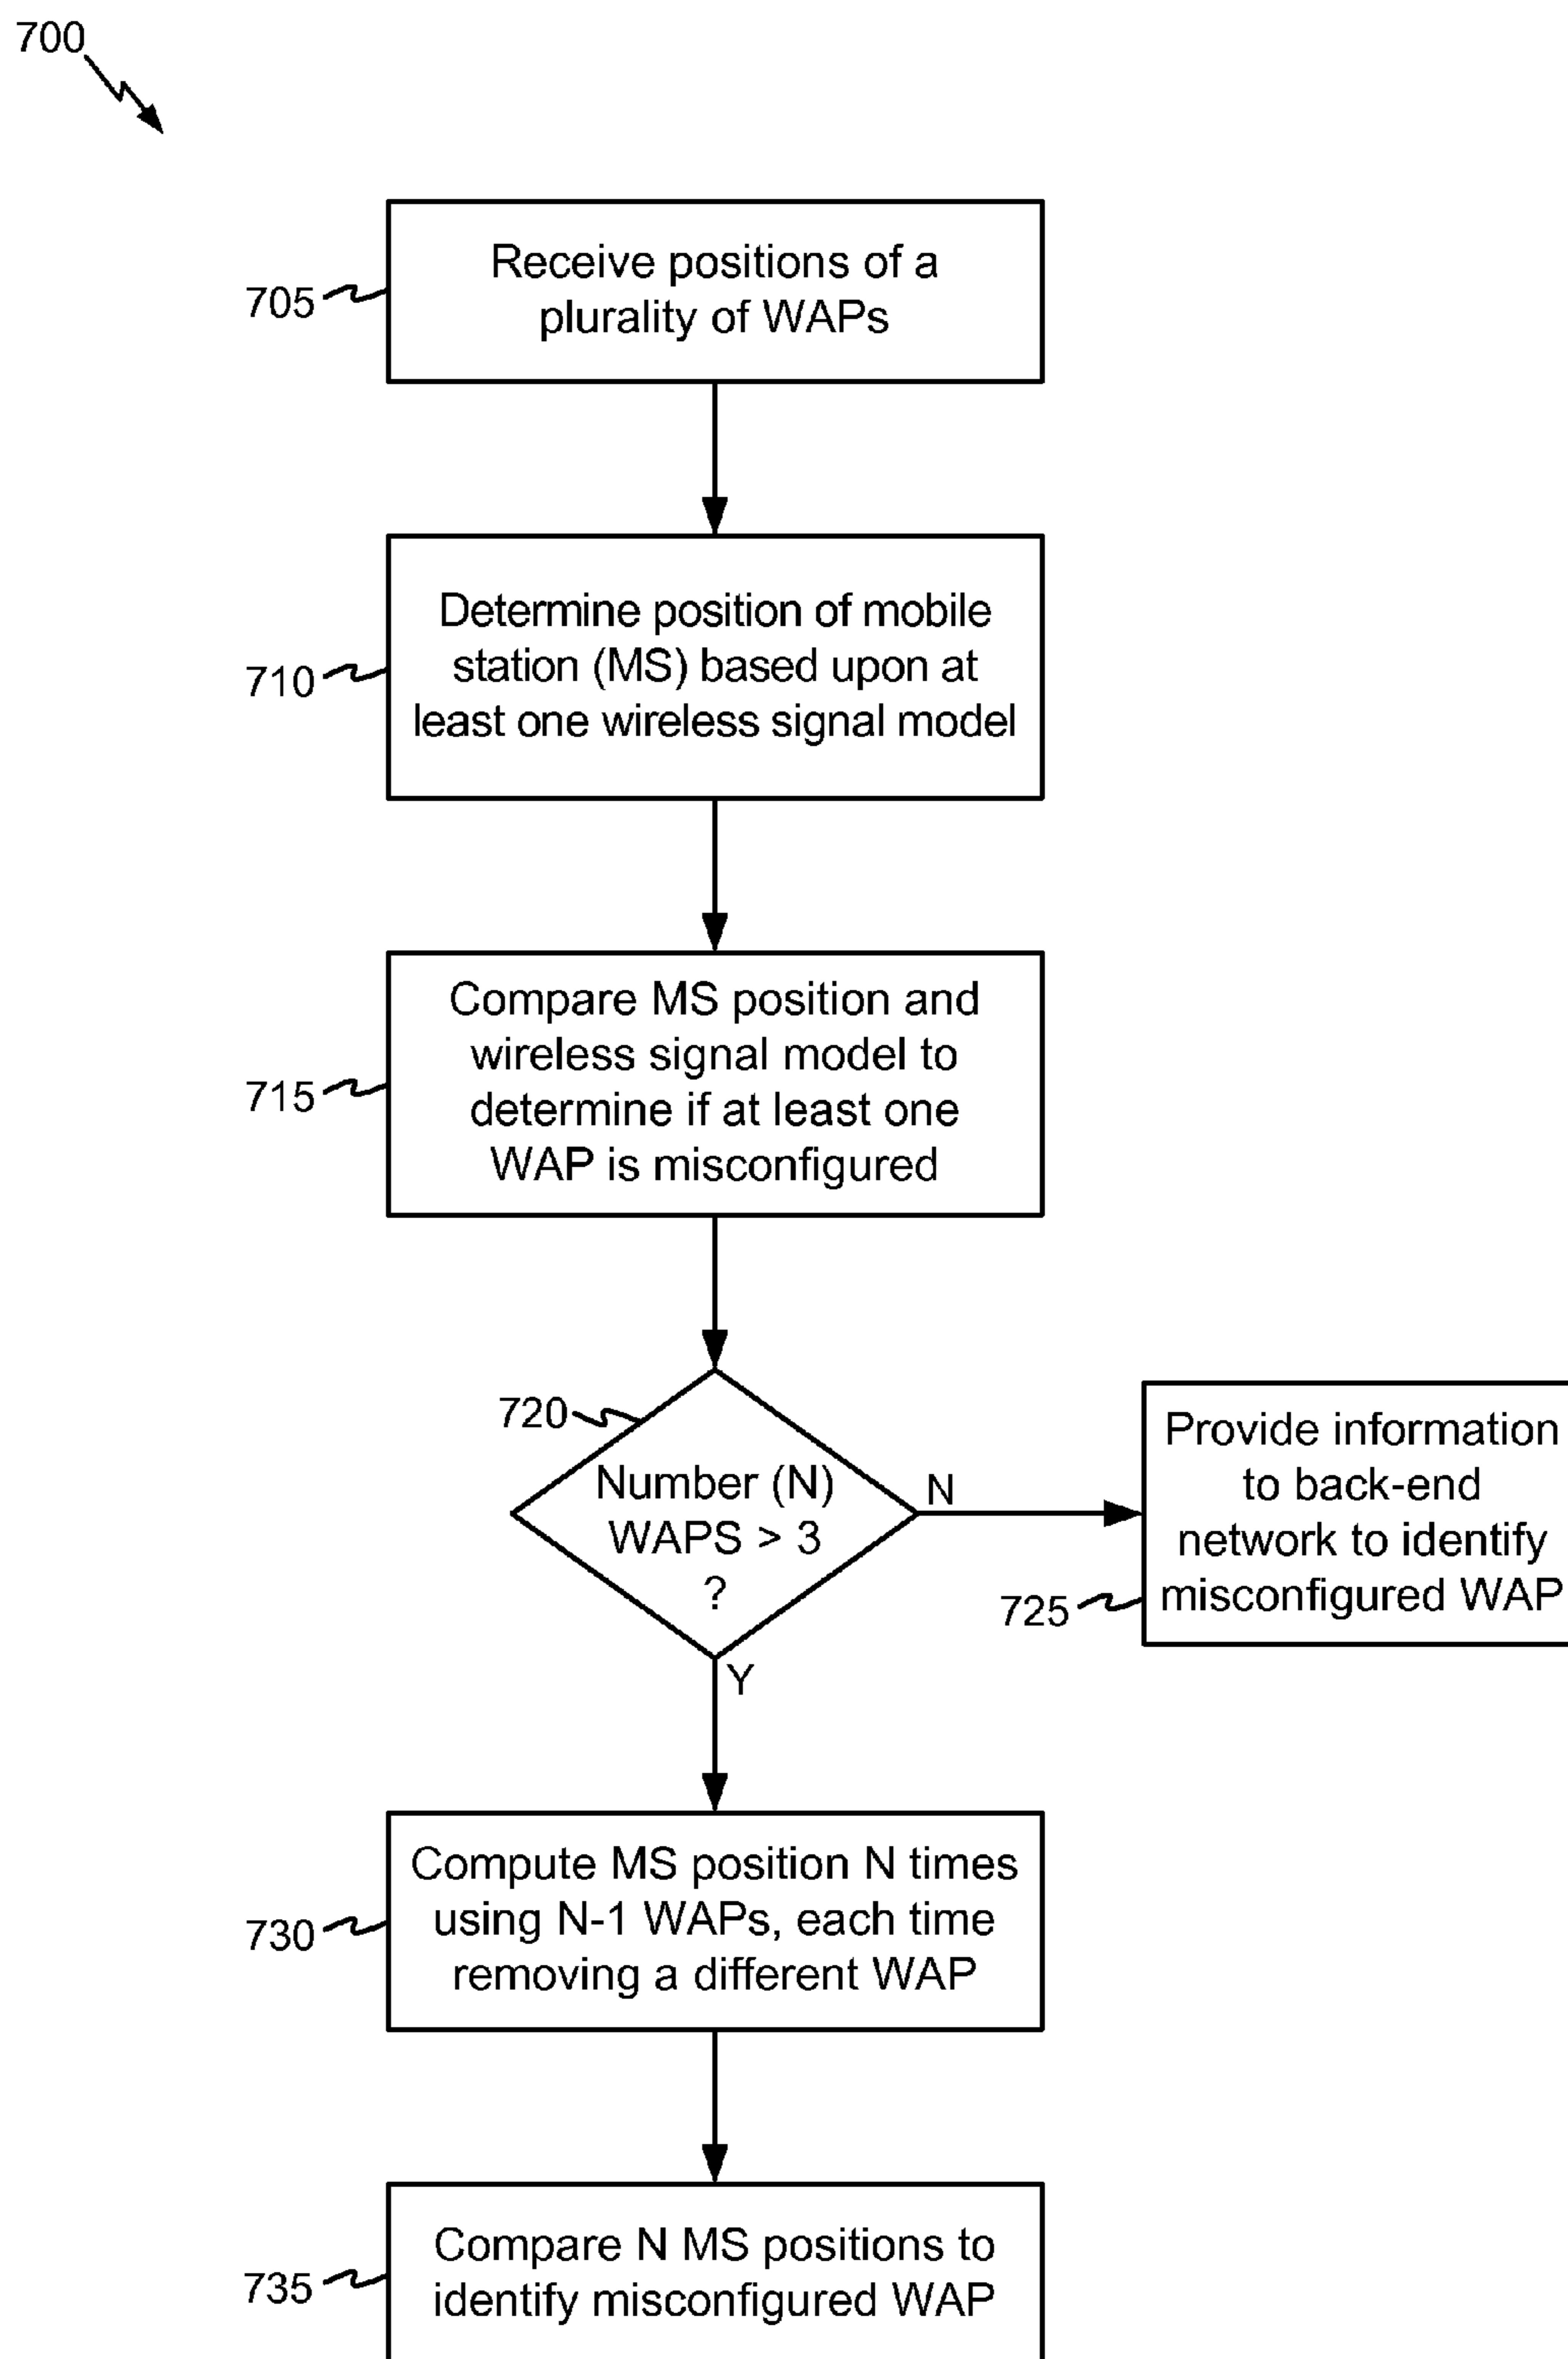 700
705
Receive positions of a
plurality of WAPs
710
Determine position of mobile
station (MS) based upon at
least one wireless signal model
715
Compare MS position and
wireless signal model to
determine if at least one
WAP is misconfigured
720
Number (N)
WAPS > 3
?
N
Y
725
Provide information
to back-end
network to identify
misconfigured WAP
730
Compute MS position N times
using N-1 WAPs, each time
removing a different WAP
735
Compare N MS positions to
identify misconfigured WAP